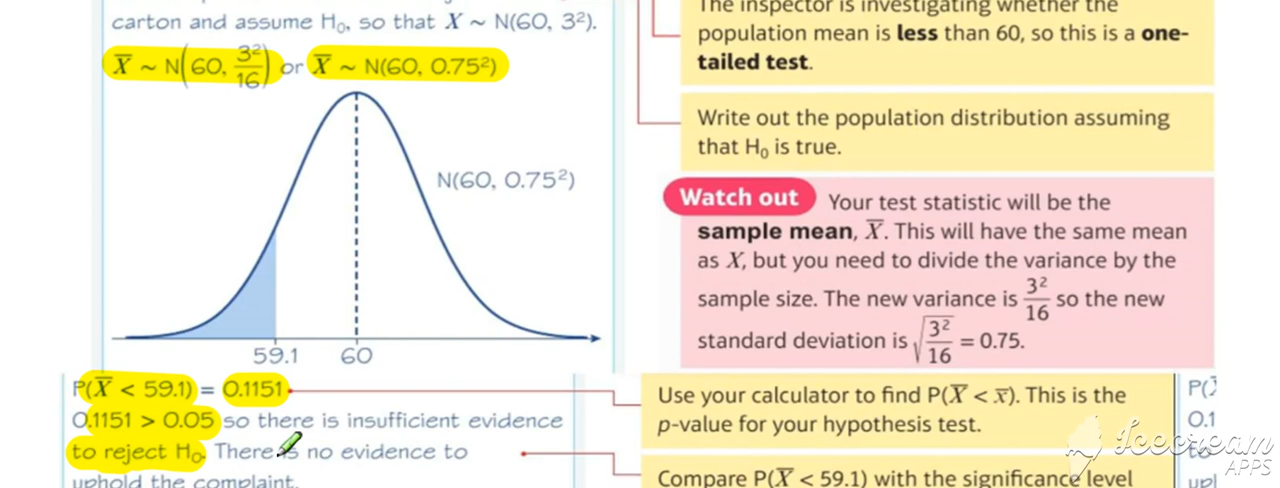 carton and assume H₀, so that X ~ N(60, 3²).
X̅ ~ N(60, 3²/16) or X̅ ~ N(60, 0.75²)
N(60, 0.75²)
59.1 60
P(X̅ < 59.1) = 0.1151
0.1151 > 0.05 so there is insufficient evidence
to reject H₀. There is no evidence to
uphold the complaint.
The inspector is investigating whether the
population mean is less than 60, so this is a one-
tailed test.
Write out the population distribution assuming
that H₀ is true.
Watch out Your test statistic will be the
sample mean, X̅. This will have the same mean
as X, but you need to divide the variance by the
sample size. The new variance is 3²/16 so the new
standard deviation is √(3²/16) = 0.75.
Use your calculator to find P(X̅ < x̅). This is the
p-value for your hypothesis test.
Compare P(X̅ < 59.1) with the significance level
Icecream
APPS